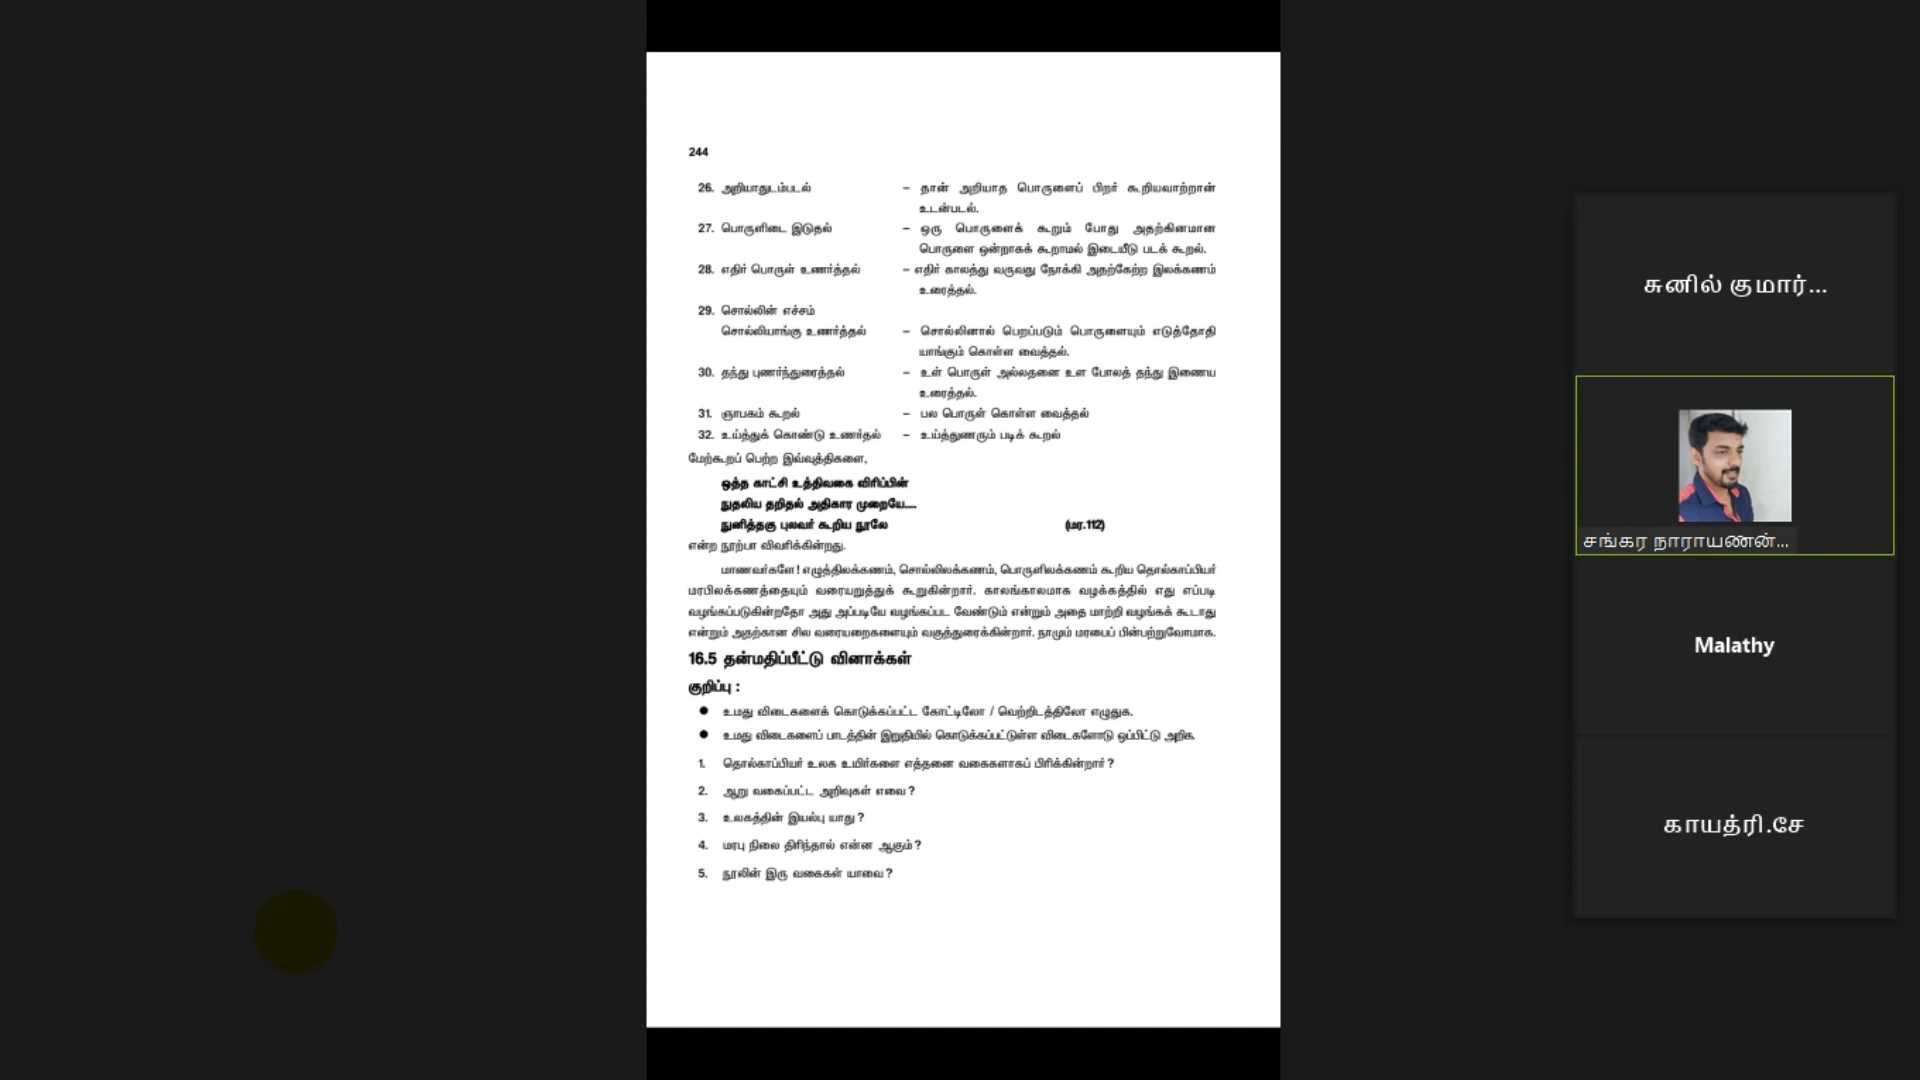 244
26. அறியாதுடம்படல் – தான் அறியாத பொருளைப் பிறர் கூறியவாற்றான்
உடன்படல்.
27. பொருளிடை இடுதல் – ஒரு பொருளைக் கூறும் போது அதற்கினமான
பொருளை ஒன்றாகக் கூறாமல் இடையீடு படக் கூறல்.
28. எதிர் பொருள் உணர்த்தல் – எதிர் காலத்து வருவது நோக்கி அதற்கேற்ற இலக்கணம்
உரைத்தல்.
29. சொல்லின் எச்சம்
சொல்லியாங்கு உணர்த்தல் – சொல்லினால் பெறப்படும் பொருளையும் எடுத்தோதி
யாங்கும் கொள்ள வைத்தல்.
30. தந்து புணர்ந்துரைத்தல் – உள் பொருள் அல்லதனை உள போலத் தந்து இணைய
உரைத்தல்.
31. ஞாபகம் கூறல் – பல பொருள் கொள்ள வைத்தல்
32. உய்த்துக் கொண்டு உணர்தல் – உய்த்துணரும் படிக் கூறல்
மேற்கூறப் பெற்ற இவ்வுத்திகளை,
ஒத்த காட்சி உத்திவகை விரிப்பின்
நுதலிய தறிதல் அதிகார முறையே....
நுனித்தகு புலவர் கூறிய நூலே (மர.112)
என்ற நூற்பா விவரிக்கின்றது.
மாணவர்களே! எழுத்திலக்கணம், சொல்லிலக்கணம், பொருளிலக்கணம் கூறிய தொல்காப்பியர்
மரபிலக்கணத்தையும் வரையறுத்துக் கூறுகின்றார். காலங்காலமாக வழக்கத்தில் எது எப்படி
வழங்கப்படுகின்றதோ அது அப்படியே வழங்கப்பட வேண்டும் என்றும் அதை மாற்றி வழங்கக் கூடாது
என்றும் அதற்கான சில வரையறைகளையும் வகுத்துரைக்கின்றார். நாமும் மரபைப் பின்பற்றுவோமாக.
16.5 தன்மதிப்பீட்டு வினாக்கள்
குறிப்பு :
● உமது விடைகளைக் கொடுக்கப்பட்ட கோட்டிலோ / வெற்றிடத்திலோ எழுதுக.
● உமது விடைகளைப் பாடத்தின் இறுதியில் கொடுக்கப்பட்டுள்ள விடைகளோடு ஒப்பிட்டு அறிக.
1. தொல்காப்பியர் உலக உயிர்களை எத்தனை வகைகளாகப் பிரிக்கின்றார்?
2. ஆறு வகைப்பட்ட அறிவுகள் எவை?
3. உலகத்தின் இயல்பு யாது?
4. மரபு நிலை திரிந்தால் என்ன ஆகும்?
5. நூலின் இரு வகைகள் யாவை?
சுனில் குமார்...
சங்கர நாராயணன்...
Malathy
காயத்ரி.சே